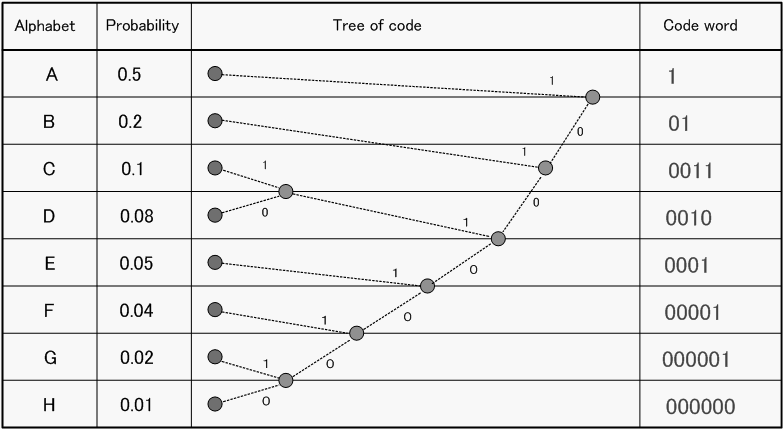 Alphabet Probability Tree of code Code word
A 0.5 1 1
B 0.2 1 0 01
C 0.1 1 0011
D 0.08 0 1 0 0010
E 0.05 1 0 0001
F 0.04 1 0 00001
G 0.02 1 0 000001
H 0.01 0 000000